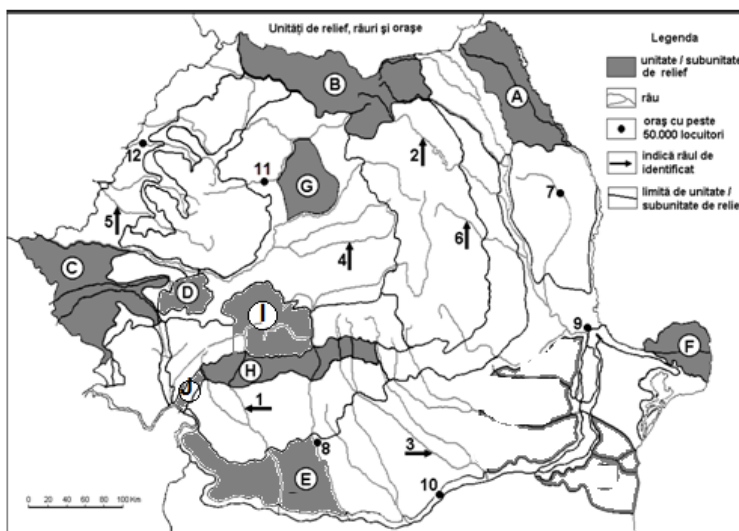 Unități de relief, râuri și orașe
Legenda
unitate / subunitate
de relief
râu
oraș cu peste
50.000 locuitori
indică râul de
identificat
limită de unitate /
subunitate de relie
A
B
2
12
11
G
7
5
6
4
C
D
I
9
F
H
J
1
8
3
E
10
0 20 40 60 80 100 Km